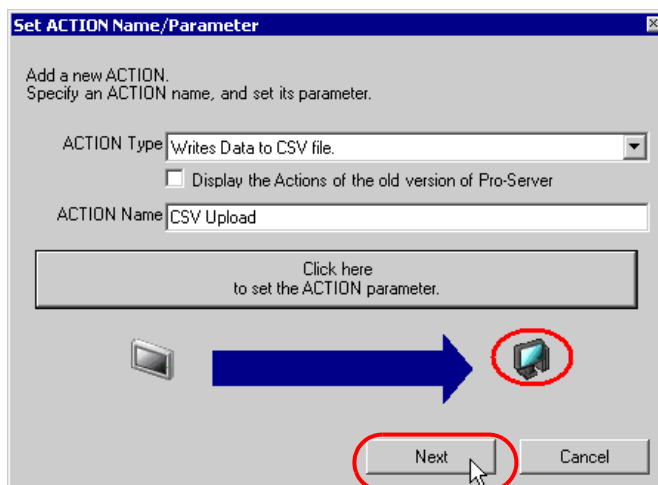 Set ACTION Name/Parameter
Add a new ACTION.
Specify an ACTION name, and set its parameter.
ACTION Type Writes Data to CSV file.
Display the Actions of the old version of Pro-Server
ACTION Name CSV Upload
Click here
to set the ACTION parameter.
Next Cancel